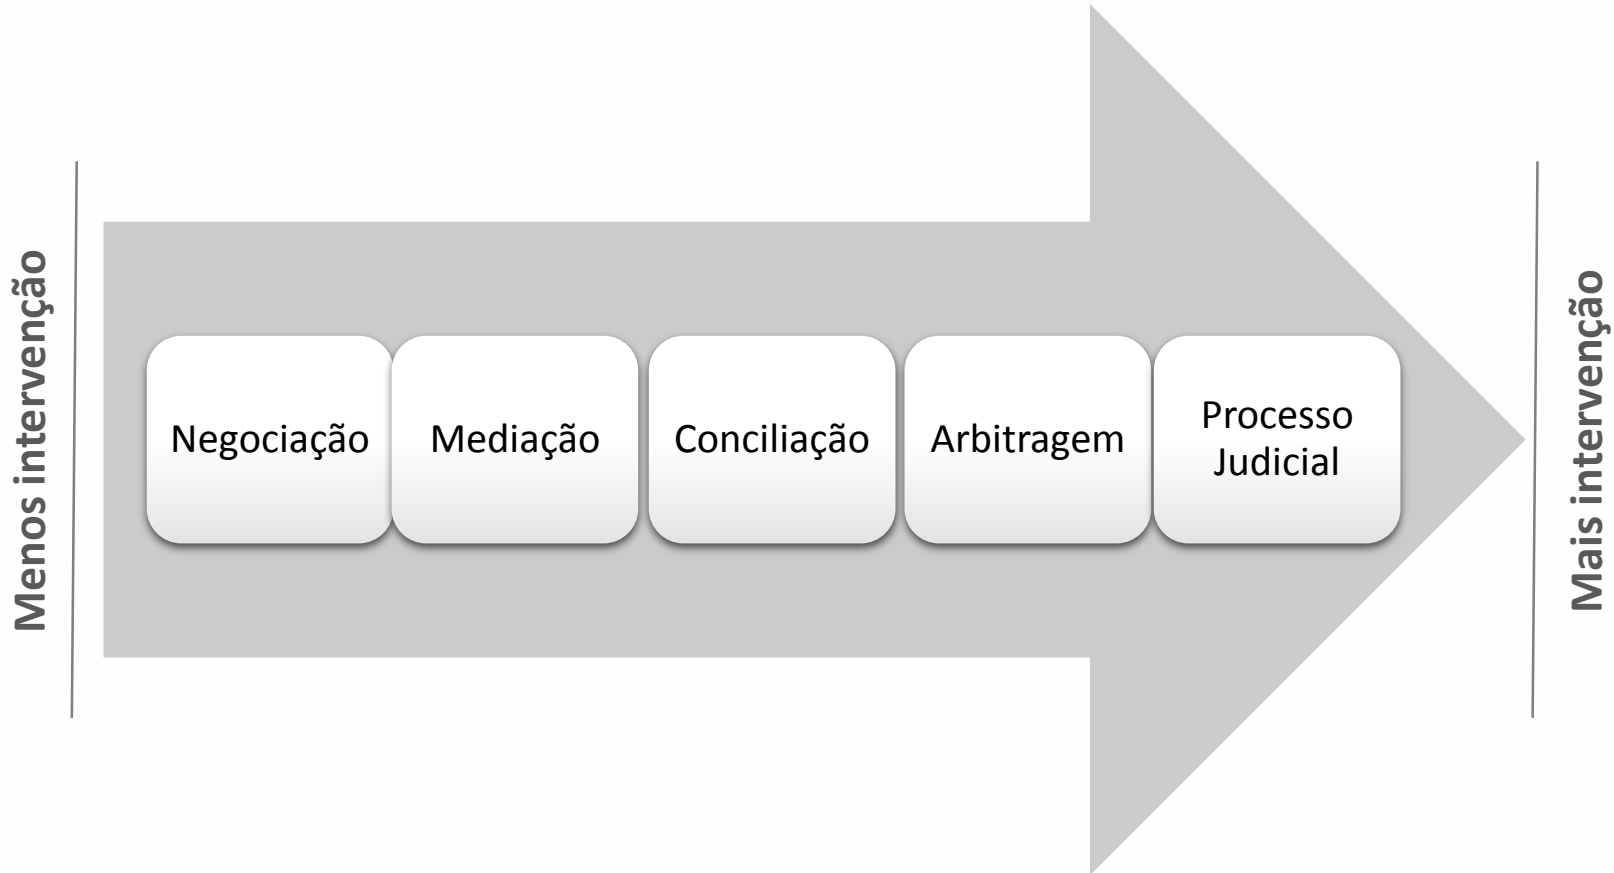 Menos intervenção
Negociação
Mediação
Conciliação
Arbitragem
Processo
Judicial
Mais intervenção